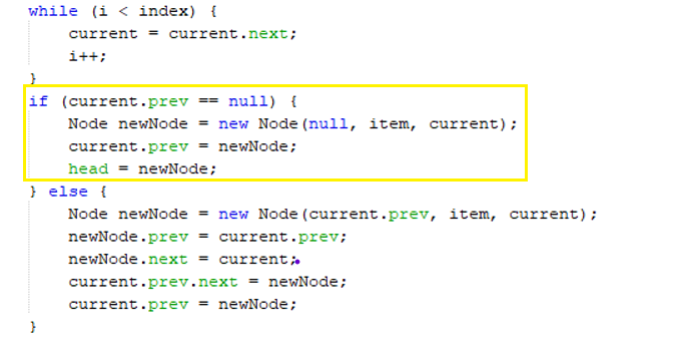 while (i < index) {
    current = current.next;
    i++;
}
if (current.prev == null) {
    Node newNode = new Node(null, item, current);
    current.prev = newNode;
    head = newNode;
} else {
    Node newNode = new Node(current.prev, item, current);
    newNode.prev = current.prev;
    newNode.next = current;
    current.prev.next = newNode;
    current.prev = newNode;
}